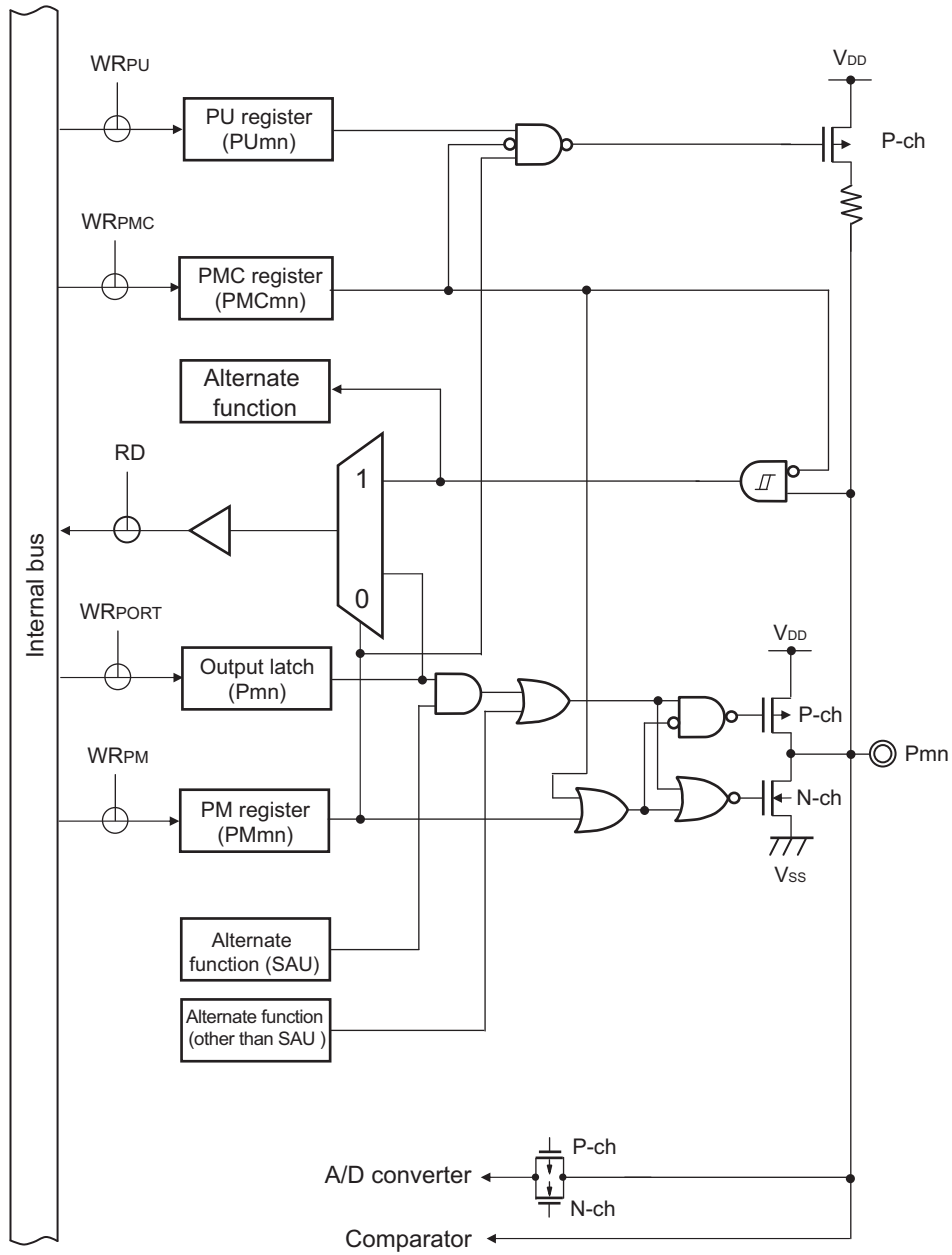 WRPU
VDD
PU register
(PUmn)
P-ch
WRPMC
PMC register
(PMCmn)
Alternate
function
RD
1
0
Internal bus
WRPORT
Output latch
(Pmn)
VDD
P-ch
Pmn
WRPM
N-ch
PM register
(PMmn)
VSS
Alternate
function (SAU)
Alternate function
(other than SAU )
P-ch
A/D converter
N-ch
Comparator